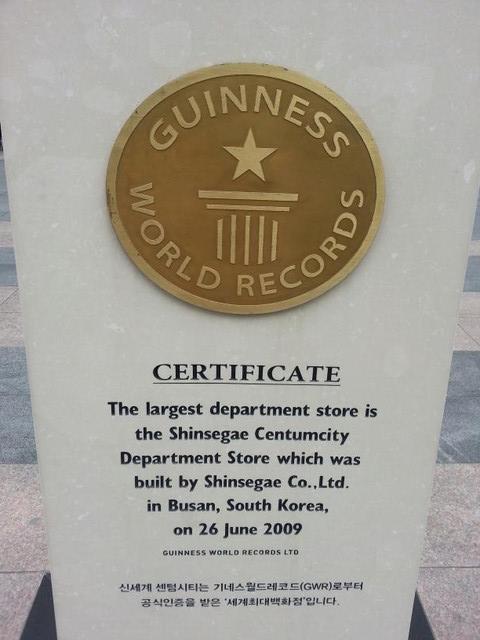 GUINNESS
WORLD RECORDS
CERTIFICATE
The largest department store is
the Shinsegae Centumcity
Department Store which was
built by Shinsegae Co.,Ltd.
in Busan, South Korea,
on 26 June 2009
GUINNESS WORLD RECORDS LTD
신세계 센텀시티는 기네스월드레코드(GWR)로부터
공식인증을 받은 '세계최대백화점'입니다.